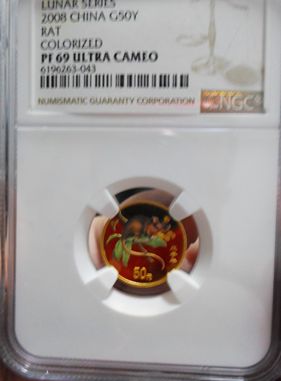 LUNAR SERIES
2008 CHINA G50Y
RAT
COLORIZED
PF 69 ULTRA CAMEO
6196263-043
NUMISMATIC GUARANTY CORPORATION
NGC
50元